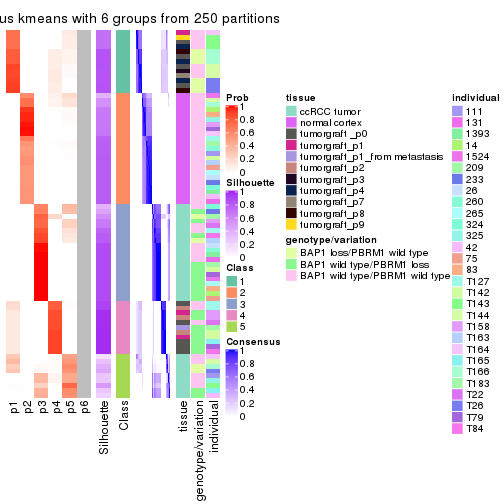 us kmeans with 6 groups from 250 partitions
Prob
1
0.8
0.6
0.4
0.2
0
Silhouette
1
0.8
0.6
0.4
0.2
0
Class
1
2
3
4
5
Consensus
1
0.8
0.6
0.4
0.2
0
tissue
ccRCC tumor
normal cortex
tumorgraft _p0
tumorgraft_p1
tumorgraft_p1_from metastasis
tumorgraft_p2
tumorgraft_p3
tumorgraft_p4
tumorgraft_p7
tumorgraft_p8
tumorgraft_p9
genotype/variation
BAP1 loss/PBRM1 wild type
BAP1 wild type/PBRM1 loss
BAP1 wild type/PBRM1 wild type
individual
111
131
1393
14
1524
209
233
26
260
265
324
325
42
75
83
T127
T142
T143
T144
T158
T163
T164
T165
T166
T183
T22
T26
T79
T84
p1
p2
p3
p4
p5
p6
Silhouette
Class
tissue
genotype/variation
individual